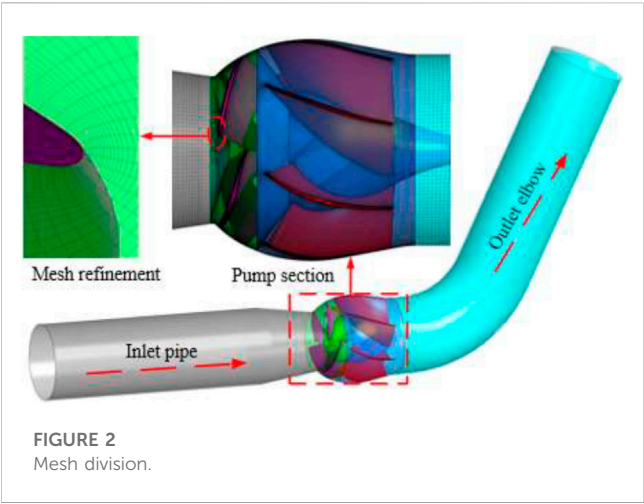 Mesh refinement
Pump section
Outlet elbow
Inlet pipe
FIGURE 2
Mesh division.